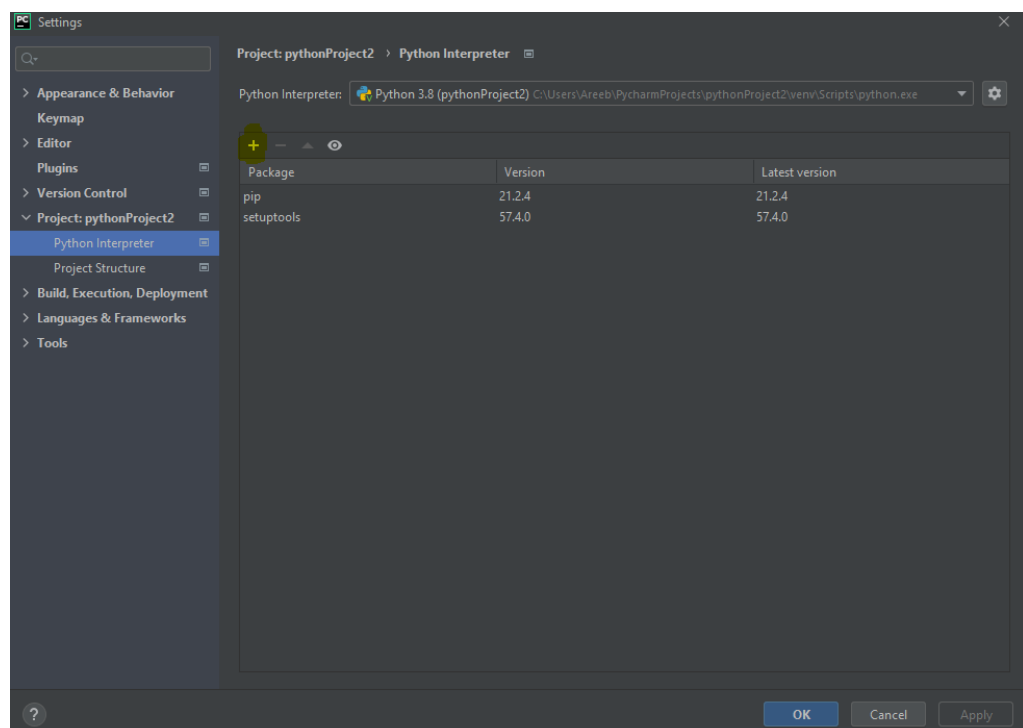 PC Settings
Project: pythonProject2 › Python Interpreter
Appearance & Behavior
Keymap
Editor
Plugins
Version Control
Project: pythonProject2
Python Interpreter
Project Structure
Build, Execution, Deployment
Languages & Frameworks
Tools
Python Interpreter: Python 3.8 (pythonProject2) C:\Users\Areeb\PycharmProjects\pythonProject2\venv\Scripts\python.exe
Package Version Latest version
pip 21.2.4 21.2.4
setuptools 57.4.0 57.4.0
? OK Cancel Apply